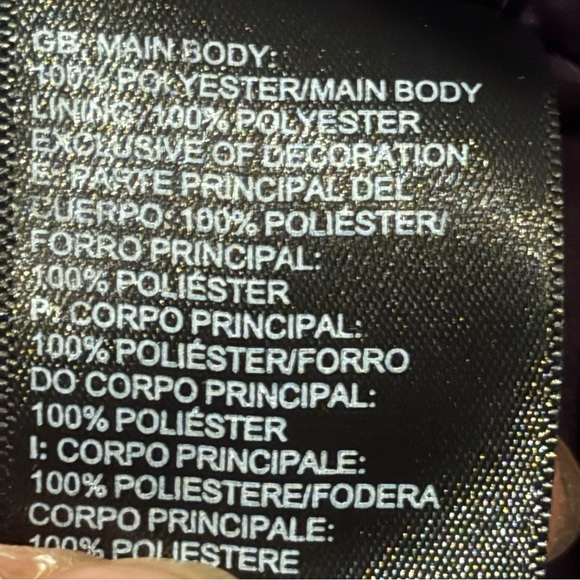 GB: MAIN BODY:
100% POLYESTER/MAIN BODY
LINING: 100% POLYESTER
EXCLUSIVE OF DECORATION
E: PARTE PRINCIPAL DEL
CUERPO: 100% POLIÉSTER/
FORRO PRINCIPAL:
100% POLIÉSTER
P: CORPO PRINCIPAL:
100% POLIÉSTER/FORRO
DO CORPO PRINCIPAL:
100% POLIÉSTER
I: CORPO PRINCIPALE:
100% POLIESTERE/FODERA
CORPO PRINCIPALE:
100% POLIESTERE